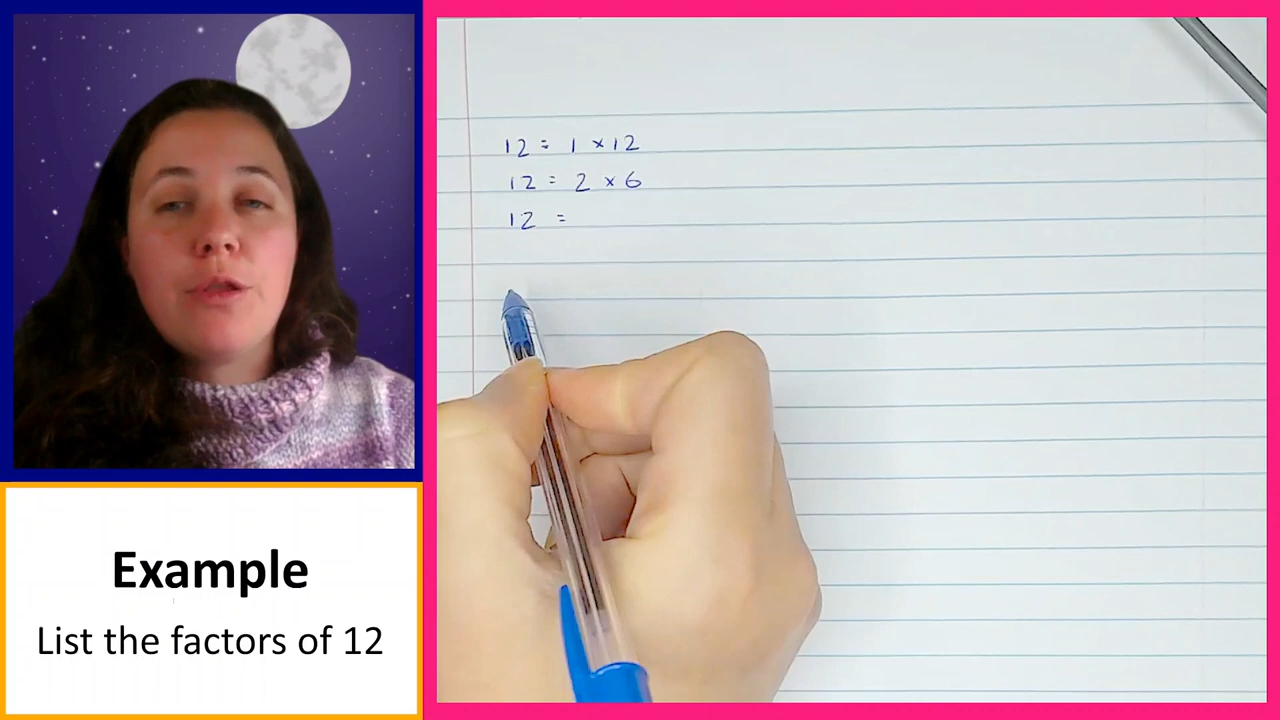 12 = 1 × 12
12 = 2 × 6
12 =
Example
List the factors of 12